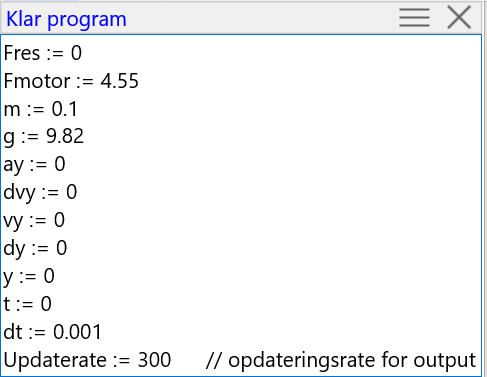 Klar program
Fres := 0
Fmotor := 4.55
m := 0.1
g := 9.82
ay := 0
dvy := 0
vy := 0
dy := 0
y := 0
t := 0
dt := 0.001
Updaterate := 300 // opdateringsrate for output